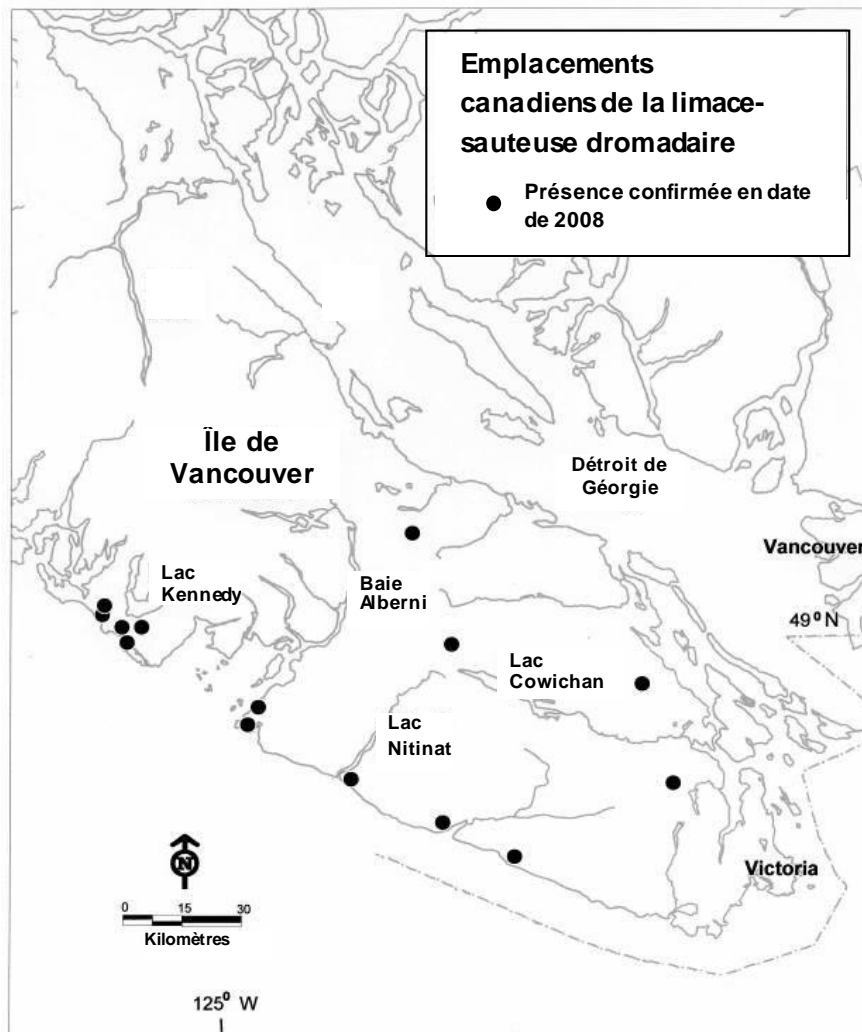 Emplacements
canadiens de la limace-
sauteuse dromadaire
Présence confirmée en date
de 2008
Île de
Vancouver
Détroit de
Géorgie
Vancouver
Lac
Kennedy
Baie
Alberni
49° N
Lac
Cowichan
Lac
Nitinat
N
Victoria
0 15 30
Kilomètres
125° W